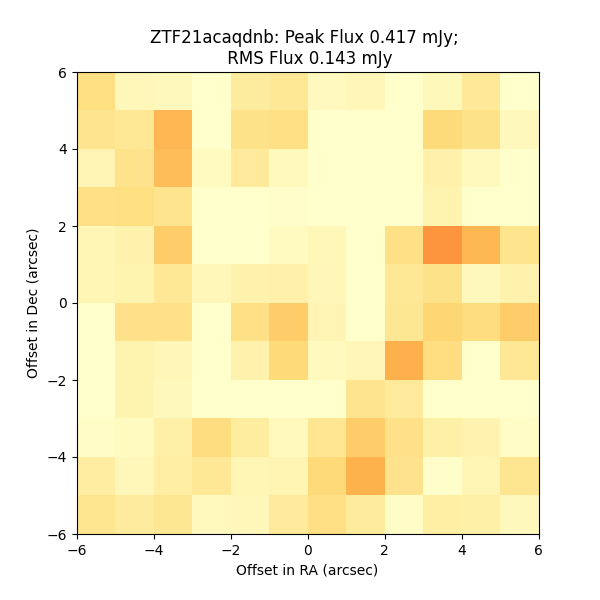 ZTF21acaqdnb: Peak Flux 0.417 mJy;
RMS Flux 0.143 mJy
6
4
2
0
−2
−4
−6
Offset in Dec (arcsec)
−6 −4 −2 0 2 4 6
Offset in RA (arcsec)